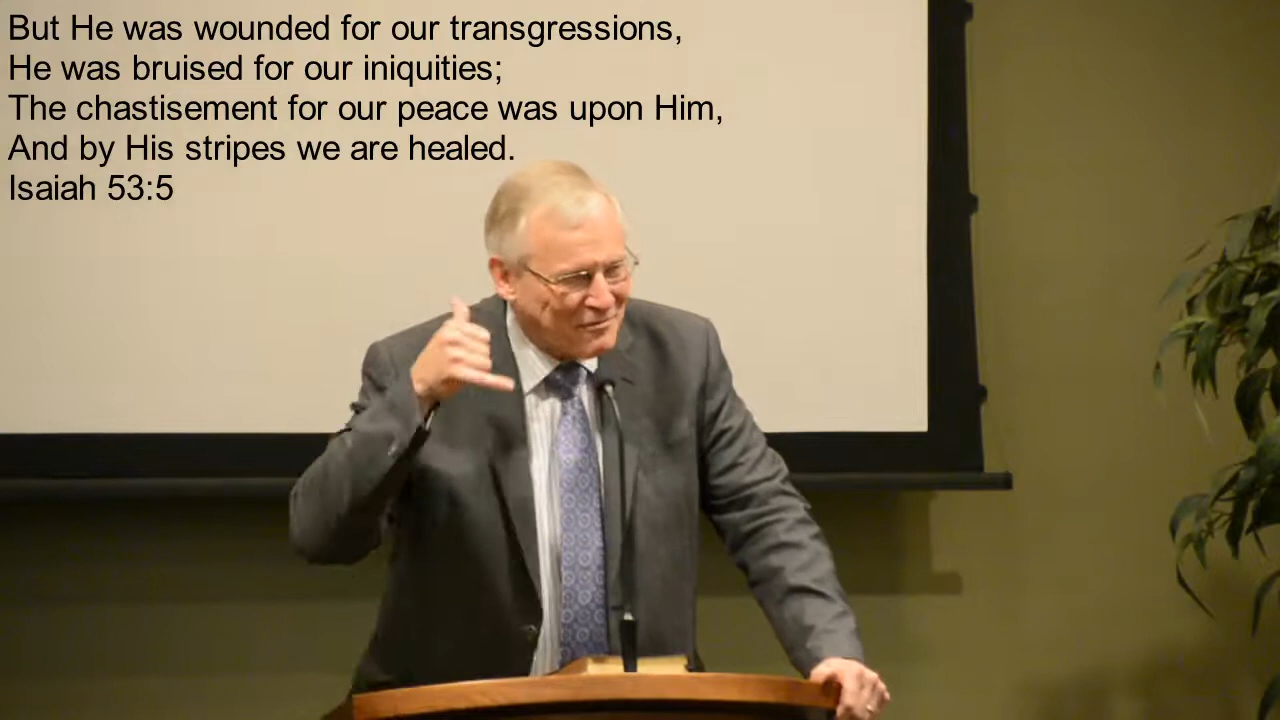 But He was wounded for our transgressions,
He was bruised for our iniquities;
The chastisement for our peace was upon Him,
And by His stripes we are healed.
Isaiah 53:5